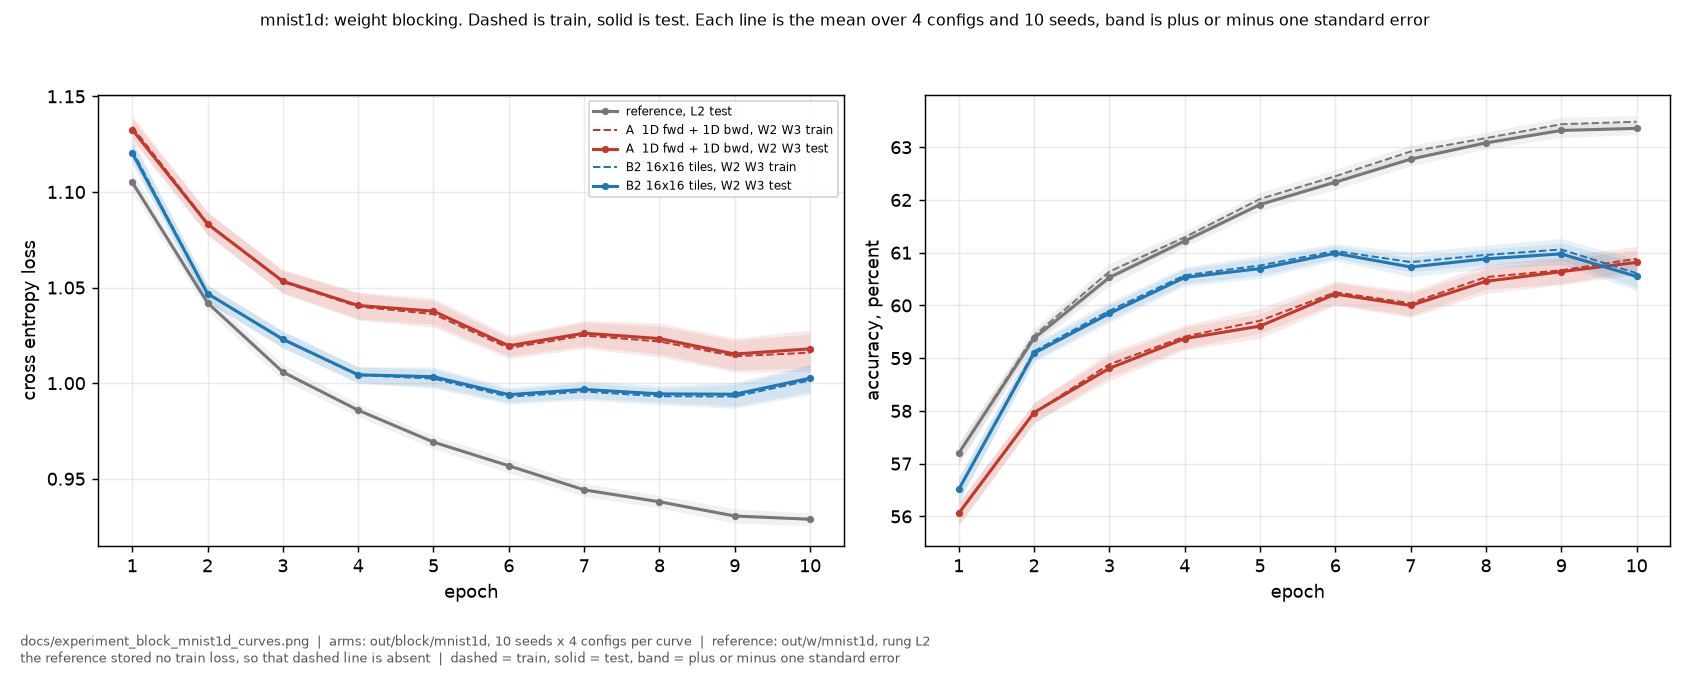 mnist1d: weight blocking. Dashed is train, solid is test. Each line is the mean over 4 configs and 10 seeds, band is plus or minus one standard error
cross entropy loss
1.15
1.10
1.05
1.00
0.95
reference, L2 test
A  1D fwd + 1D bwd, W2 W3 train
A  1D fwd + 1D bwd, W2 W3 test
B2 16x16 tiles, W2 W3 train
B2 16x16 tiles, W2 W3 test
1 2 3 4 5 6 7 8 9 10
epoch
accuracy, percent
63
62
61
60
59
58
57
56
1 2 3 4 5 6 7 8 9 10
epoch
docs/experiment_block_mnist1d_curves.png  |  arms: out/block/mnist1d, 10 seeds x 4 configs per curve  |  reference: out/w/mnist1d, rung L2
the reference stored no train loss, so that dashed line is absent  |  dashed = train, solid = test, band = plus or minus one standard error